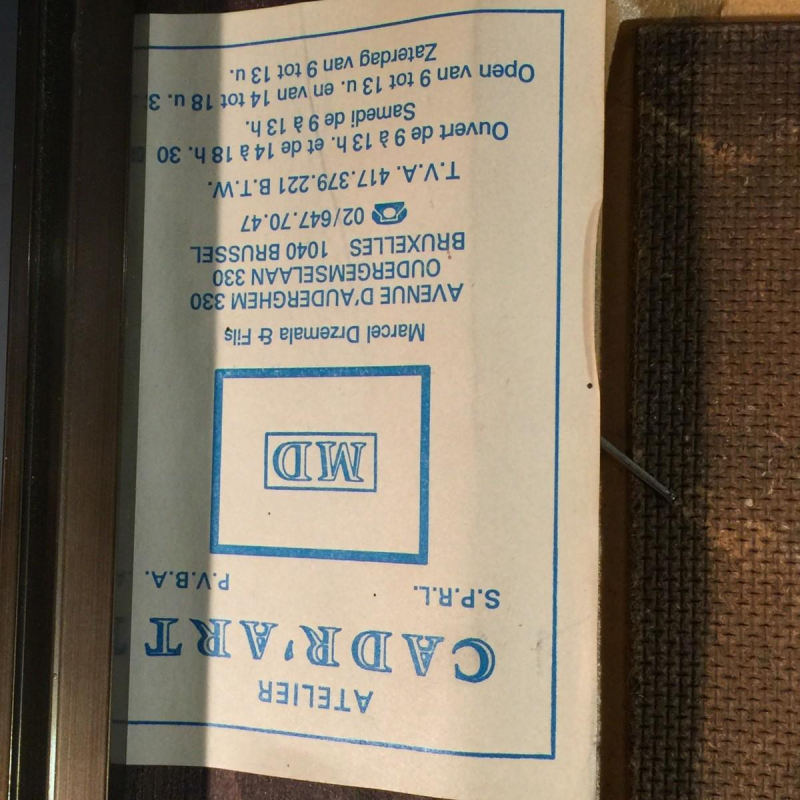 ATELIER
CADR'ART
S.P.R.L. P.V.B.A.
MD
Marcel Drzemala & Fils
AVENUE D'AUDERGHEM 330
OUDERGEMSELAAN 330
BRUXELLES 1040 BRUSSEL
02/647.70.47
T.V.A. 417.379.221 B.T.W.
Ouvert de 9 à 13 h. et de 14 à 18 h. 30
Samedi de 9 à 13 h.
Open van 9 tot 13 u. en van 14 tot 18 u. 3
Zaterdag van 9 tot 13 u.